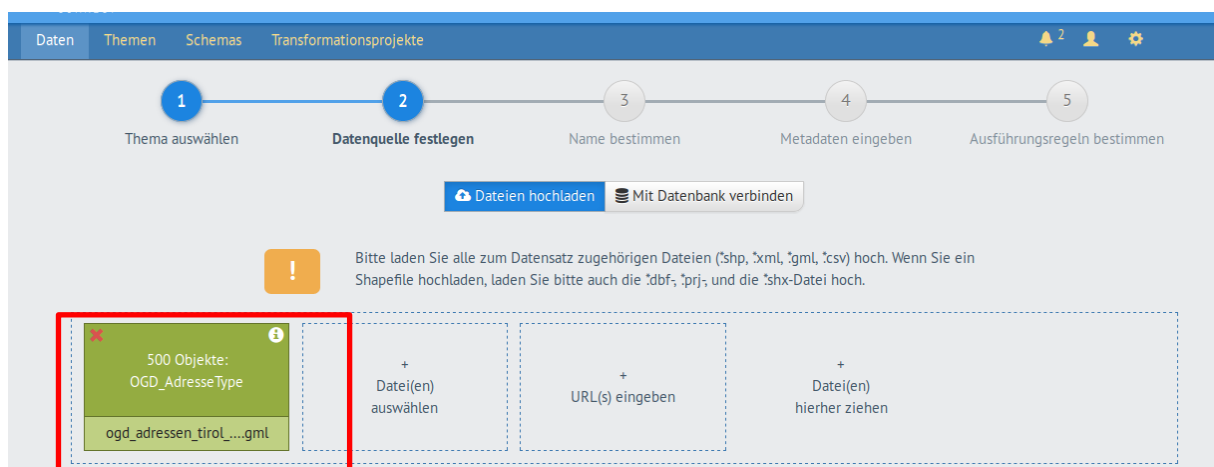 Daten Themen Schemas Transformationsprojekte 2
1 2 3 4 5
Thema auswählen Datenquelle festlegen Name bestimmen Metadaten eingeben Ausführungsregeln bestimmen
Dateien hochladen Mit Datenbank verbinden
! Bitte laden Sie alle zum Datensatz zugehörigen Dateien (*.shp, *.xml, *.gml, *.csv) hoch. Wenn Sie ein
Shapefile hochladen, laden Sie bitte auch die *.dbf-, *.prj-, und die *.shx-Datei hoch.
500 Objekte:
OGD_AdresseType
ogd_adressen_tirol_....gml
+
Datei(en)
auswählen
+
URL(s) eingeben
+
Datei(en)
hierher ziehen